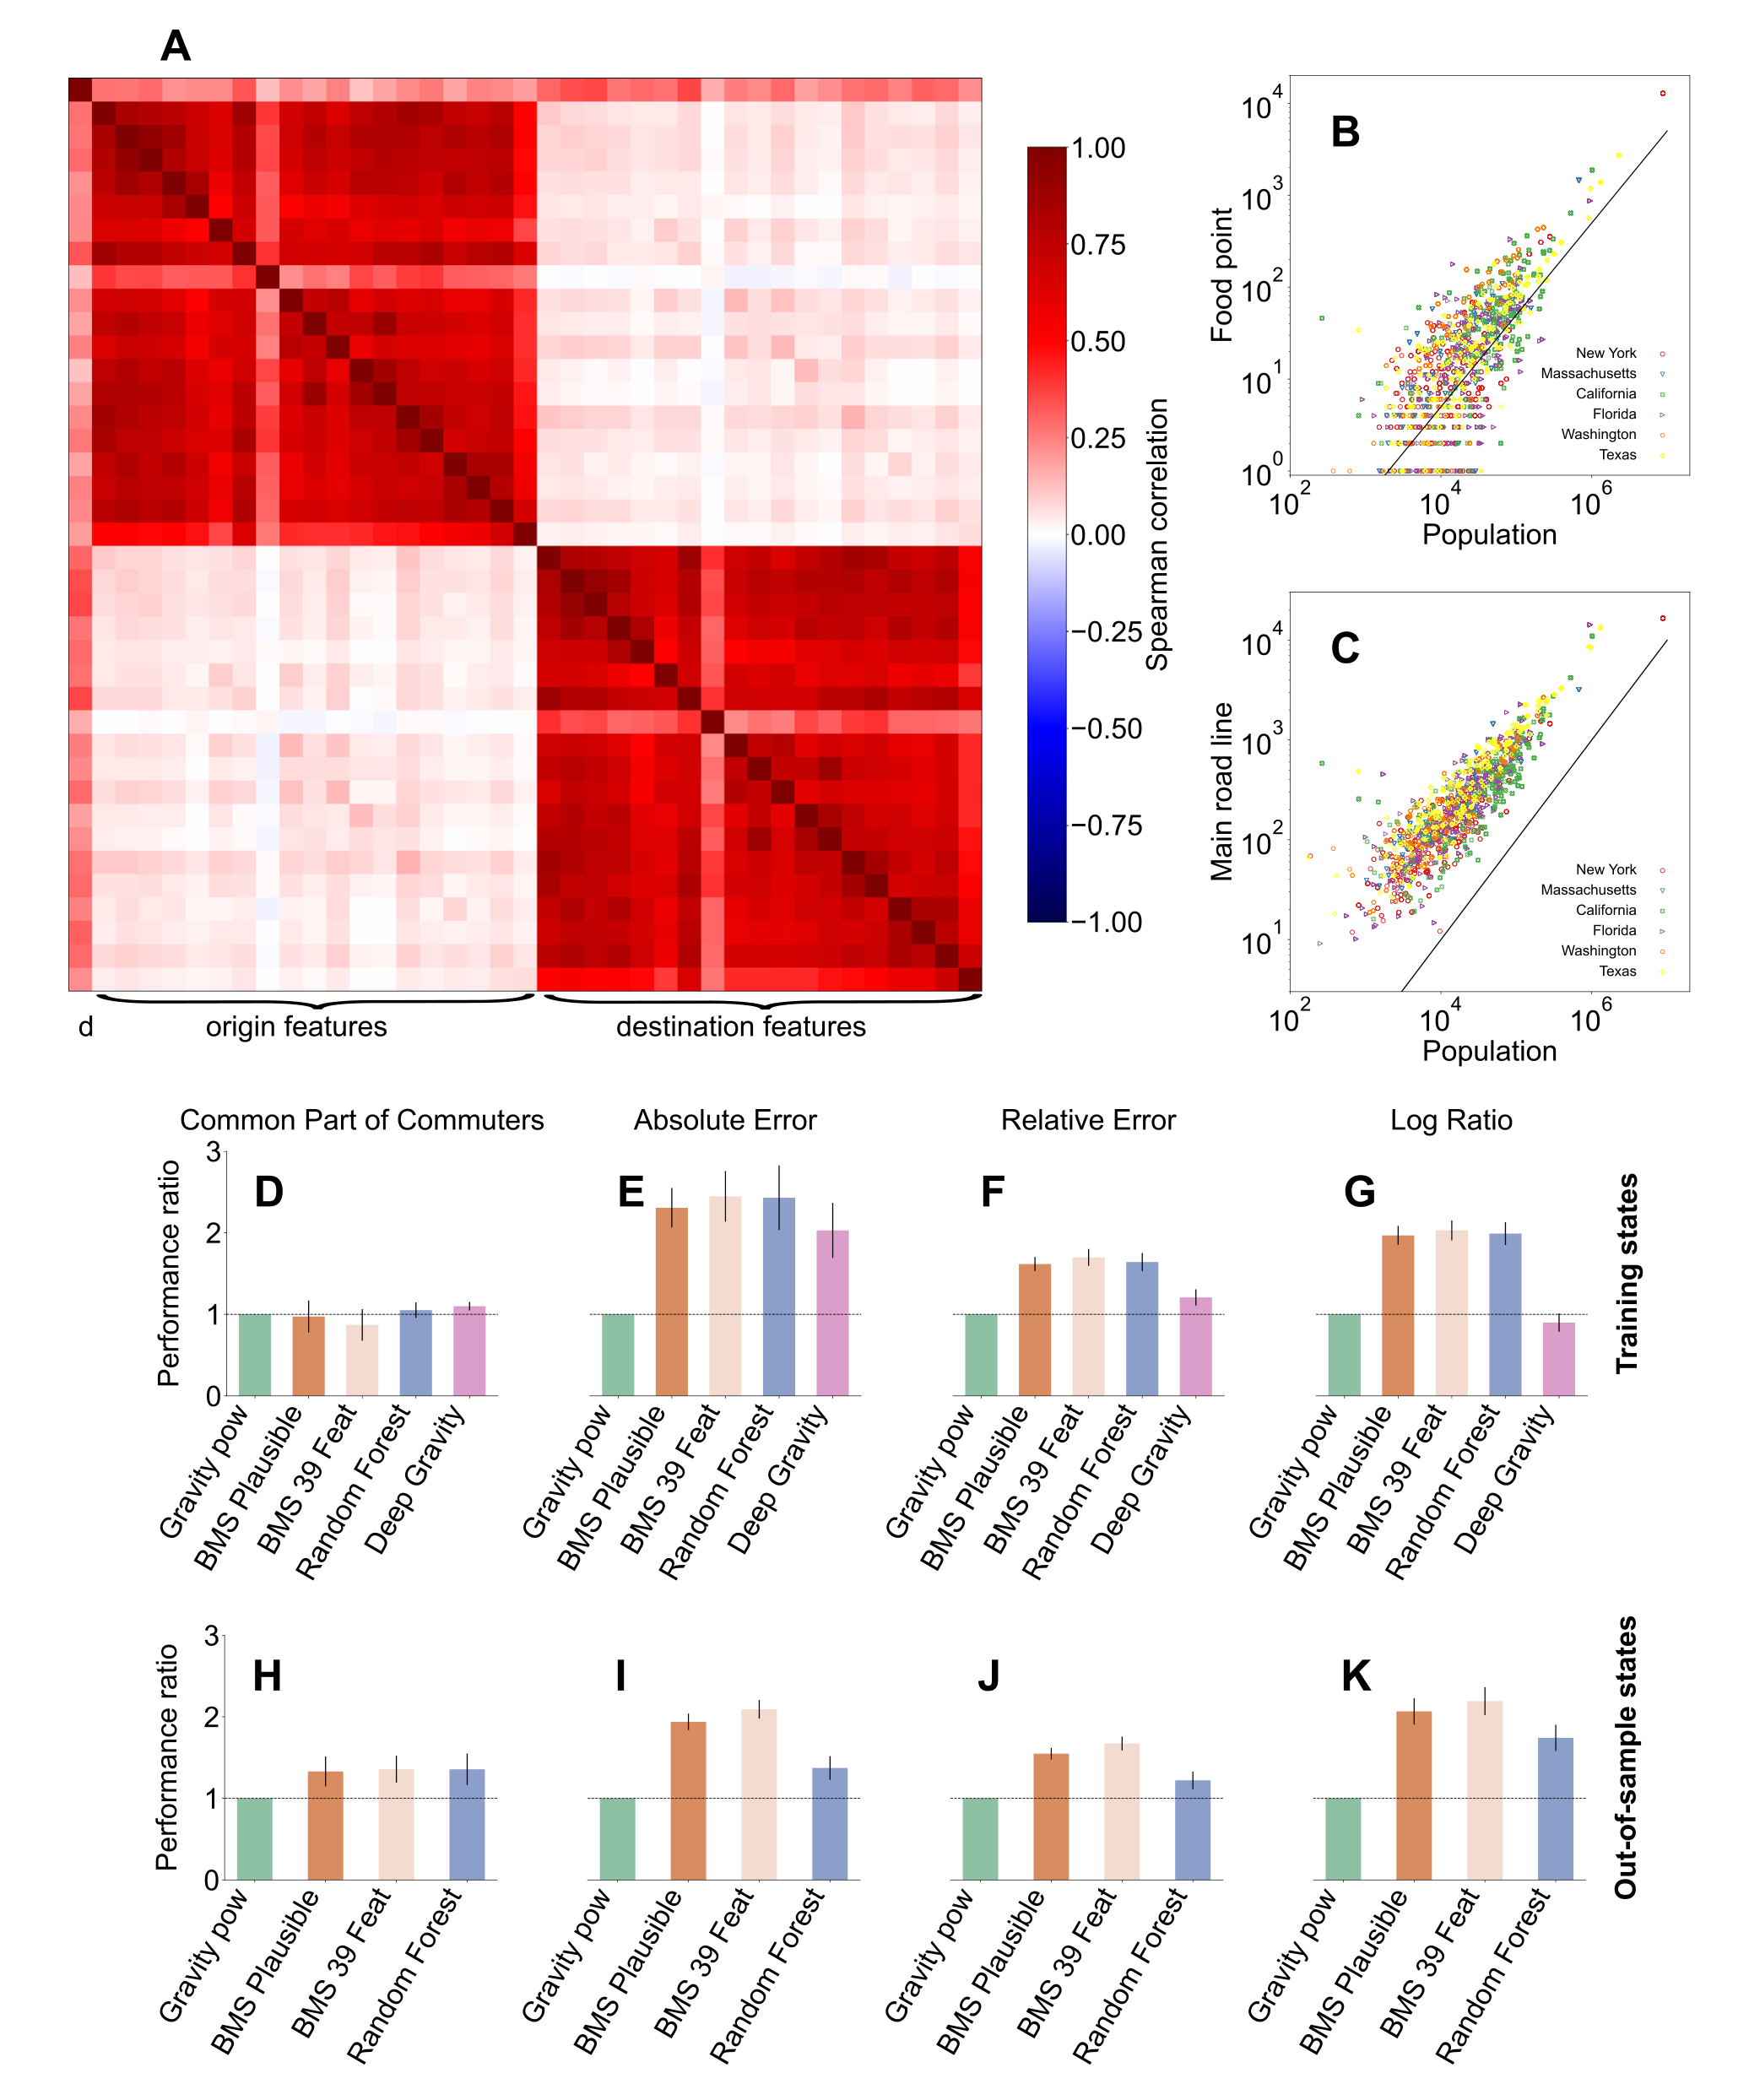 A
1.00
0.75
0.50
0.25
0.00
−0.25
−0.50
−0.75
−1.00
Spearman correlation
d
origin features
destination features
B
Food point
10^4
10^3
10^2
10^1
10^0
10^2
10^4
10^6
Population
New York
Massachusetts
California
Florida
Washington
Texas
C
Main road line
10^4
10^3
10^2
10^1
10^2
10^4
10^6
Population
New York
Massachusetts
California
Florida
Washington
Texas
Common Part of Commuters
Absolute Error
Relative Error
Log Ratio
Performance ratio
3
2
1
0
D
E
F
G
Training states
Gravity pow
BMS Plausible
BMS 39 Feat
Random Forest
Deep Gravity
Gravity pow
BMS Plausible
BMS 39 Feat
Random Forest
Deep Gravity
Gravity pow
BMS Plausible
BMS 39 Feat
Random Forest
Deep Gravity
Gravity pow
BMS Plausible
BMS 39 Feat
Random Forest
Deep Gravity
Performance ratio
3
2
1
0
H
I
J
K
Out-of-sample states
Gravity pow
BMS Plausible
BMS 39 Feat
Random Forest
Gravity pow
BMS Plausible
BMS 39 Feat
Random Forest
Gravity pow
BMS Plausible
BMS 39 Feat
Random Forest
Gravity pow
BMS Plausible
BMS 39 Feat
Random Forest